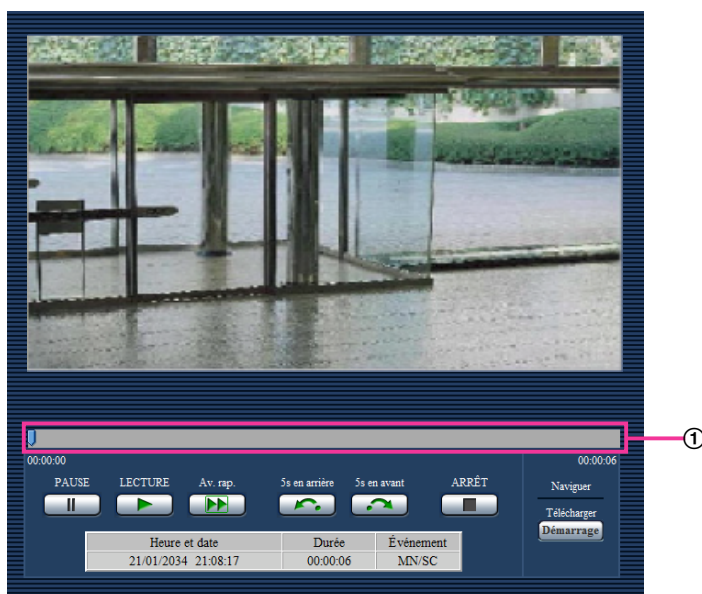 ①
00:00:00 00:00:06
PAUSE LECTURE Av. rap. 5s en arrière 5s en avant ARRÊT
Naviguer
Télécharger
Démarrage
Heure et date Durée Événement
21/01/2034 21:08:17 00:00:06 MN/SC